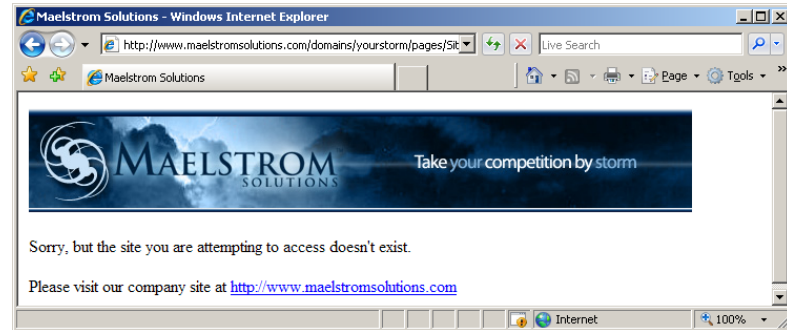 Maelstrom Solutions - Windows Internet Explorer
http://www.maelstromsolutions.com/domains/yourstorm/pages/Sit
Live Search
Maelstrom Solutions
Page
Tools
»
MAELSTROM
SOLUTIONS
Take your competition by storm
Sorry, but the site you are attempting to access doesn't exist.
Please visit our company site at http://www.maelstromsolutions.com
Internet
100%